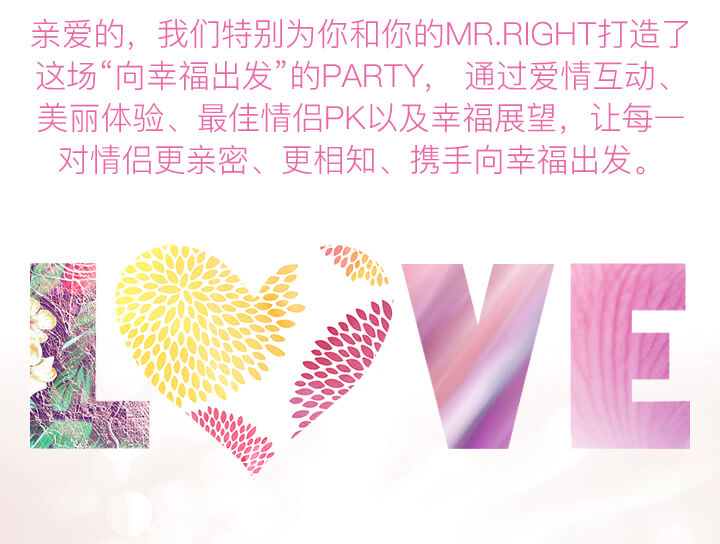 亲爱的，我们特别为你和你的MR.RIGHT打造了
这场“向幸福出发”的PARTY， 通过爱情互动、
美丽体验、最佳情侣PK以及幸福展望，让每一
对情侣更亲密、更相知、携手向幸福出发。
LOVE